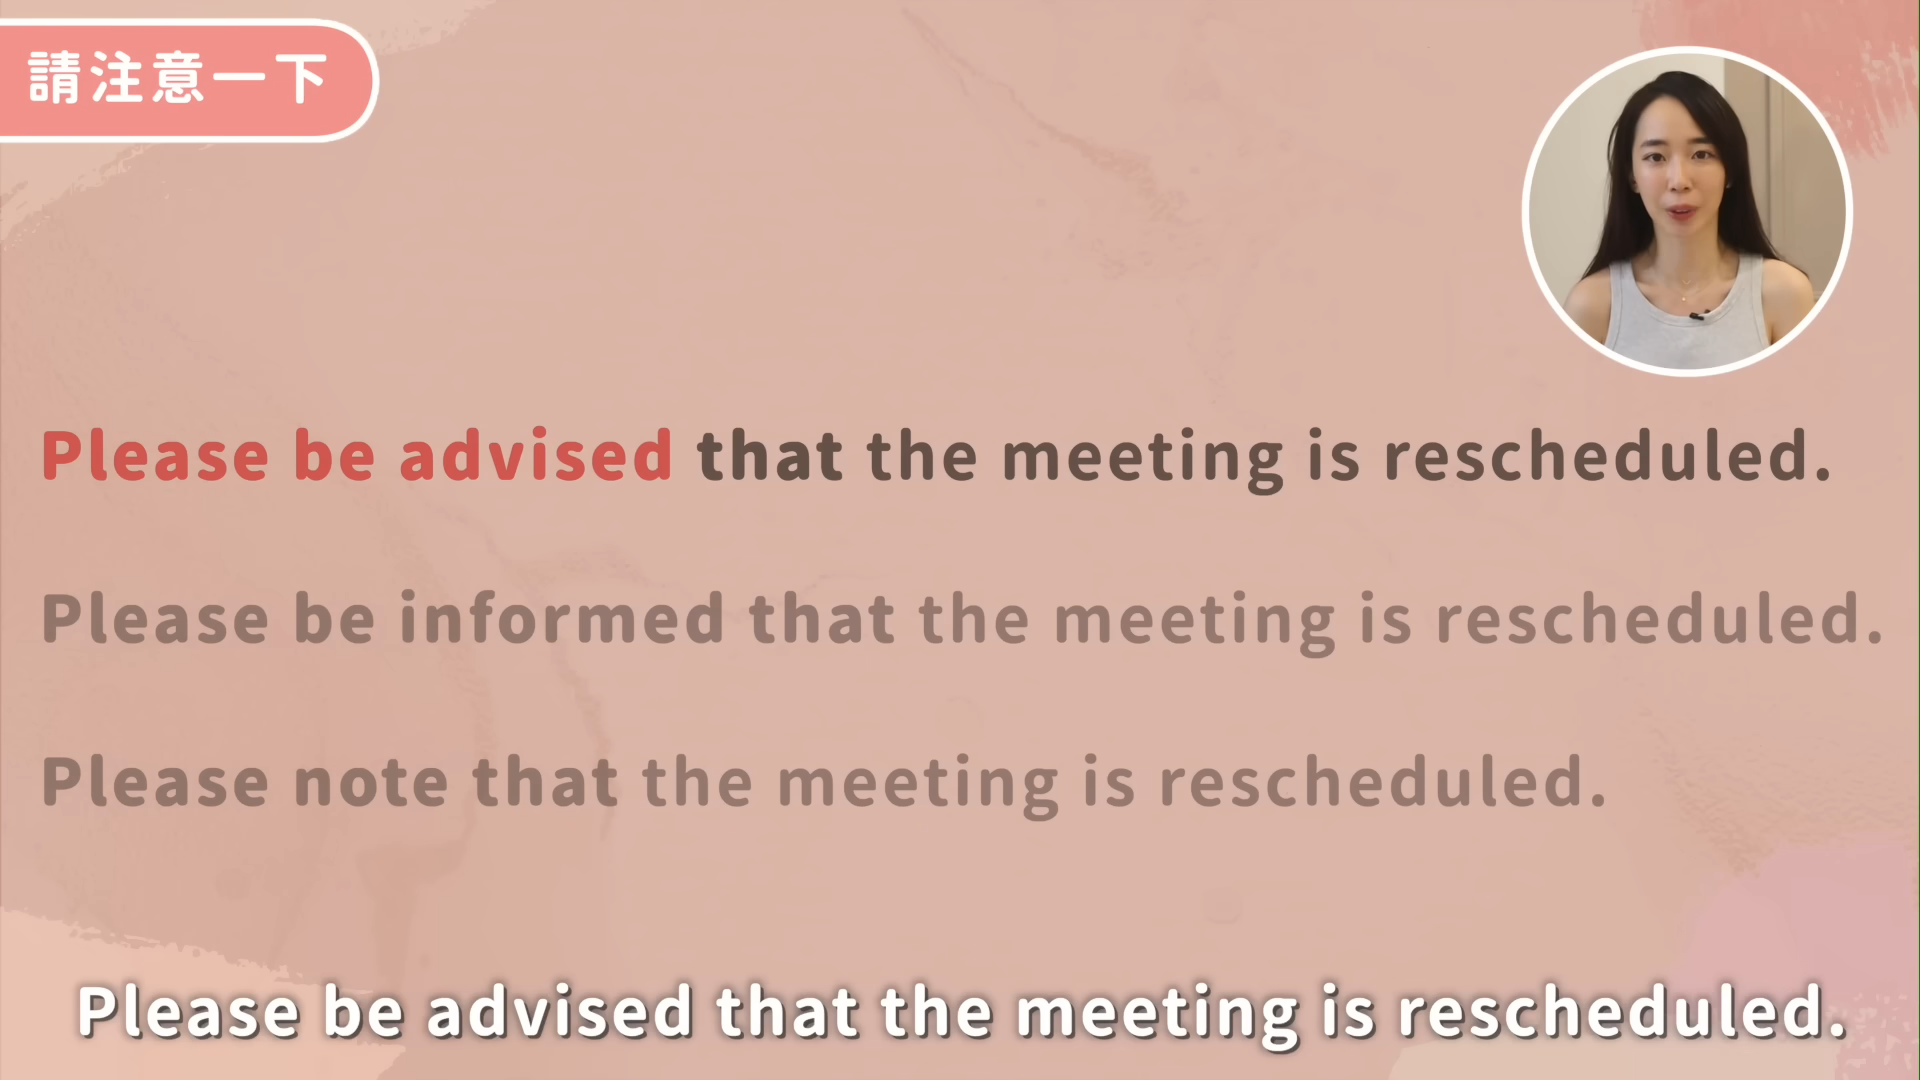 請注意一下
Please be advised that the meeting is rescheduled.
Please be informed that the meeting is rescheduled.
Please note that the meeting is rescheduled.
Please be advised that the meeting is rescheduled.